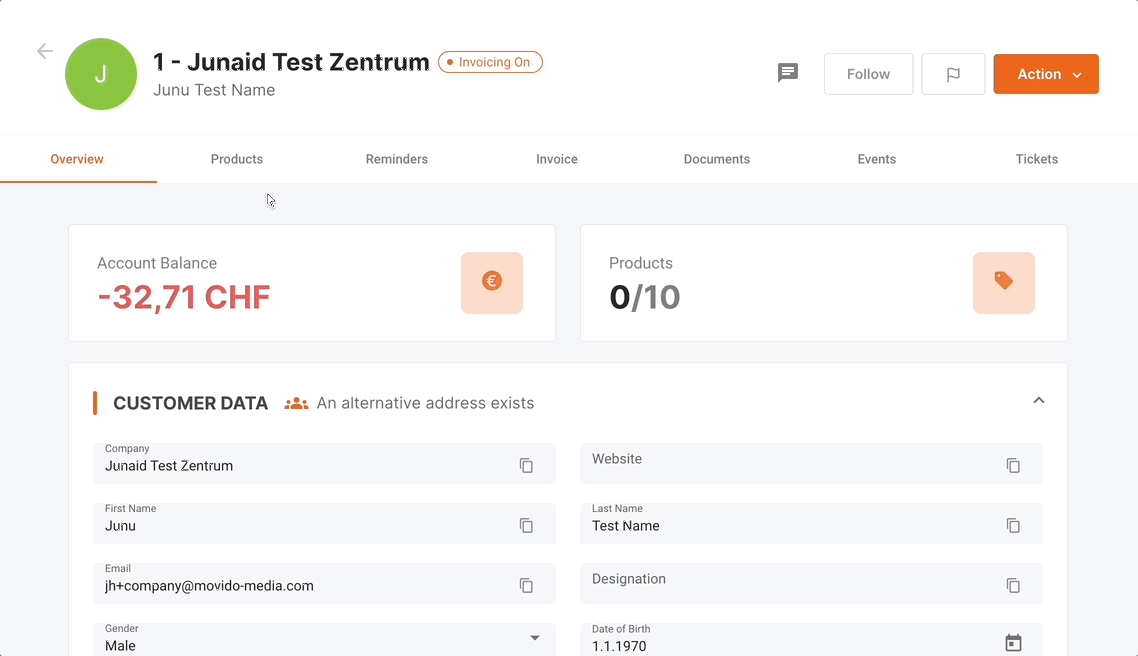 J
1 - Junaid Test Zentrum
Invoicing On
Junu Test Name
Follow
Action
Overview
Products
Reminders
Invoice
Documents
Events
Tickets
Account Balance
-32,71 CHF
€
Products
0/10
CUSTOMER DATA
An alternative address exists
Company
Junaid Test Zentrum
Website
First Name
Junu
Last Name
Test Name
Email
jh+company@movido-media.com
Designation
Gender
Male
Date of Birth
1.1.1970